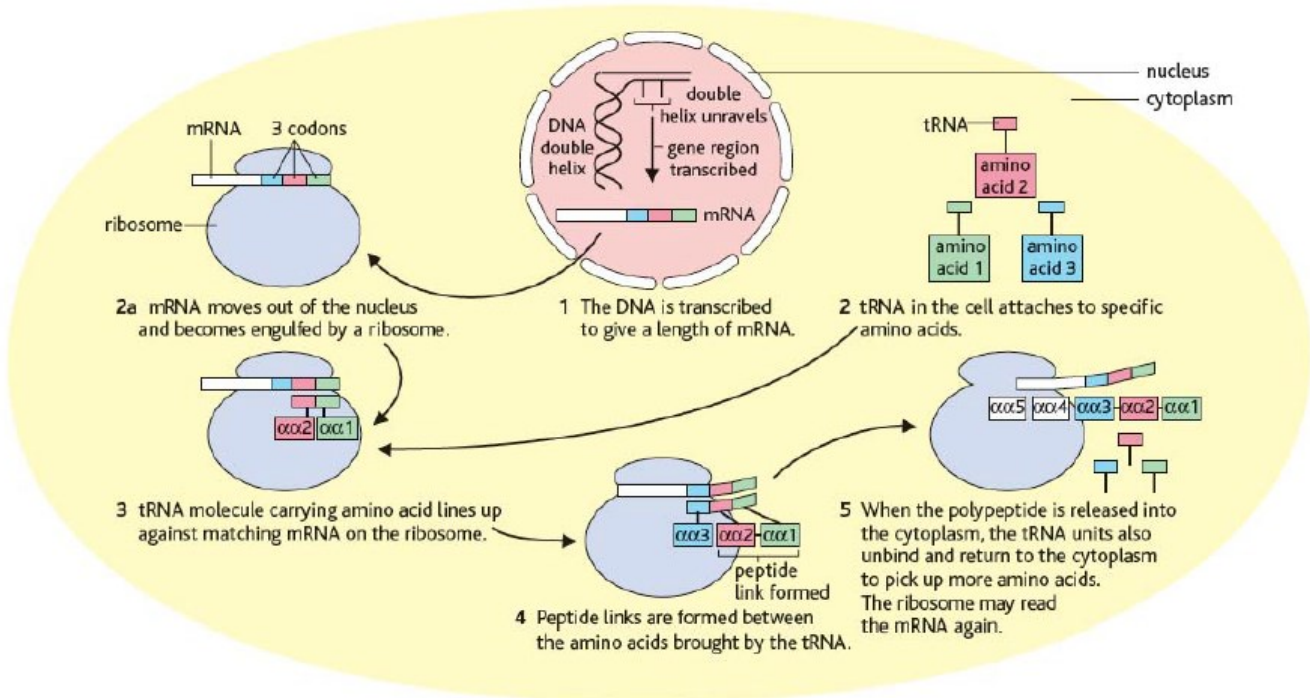 nucleus
cytoplasm
DNA
double
helix
double
helix unravels
gene region
transcribed
mRNA
1 The DNA is transcribed
to give a length of mRNA.
tRNA
amino
acid 2
amino
acid 1
amino
acid 3
2 tRNA in the cell attaches to specific
amino acids.
mRNA
3 codons
ribosome
2a mRNA moves out of the nucleus
and becomes engulfed by a ribosome.
αα2
αα1
3 tRNA molecule carrying amino acid lines up
against matching mRNA on the ribosome.
αα3
αα2
αα1
peptide
link formed
4 Peptide links are formed between
the amino acids brought by the tRNA.
αα5
αα4
αα3
αα2
αα1
5 When the polypeptide is released into
the cytoplasm, the tRNA units also
unbind and return to the cytoplasm
to pick up more amino acids.
The ribosome may read
the mRNA again.